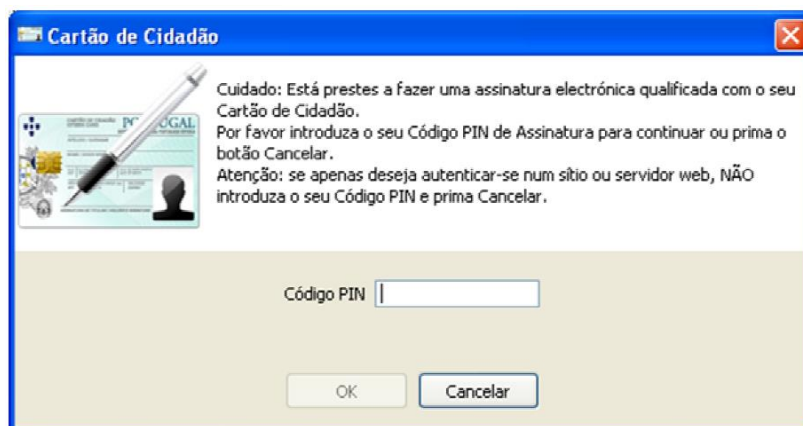 Cartão de Cidadão
Cuidado: Está prestes a fazer uma assinatura electrónica qualificada com o seu
Cartão de Cidadão.
Por favor introduza o seu Código PIN de Assinatura para continuar ou prima o
botão Cancelar.
Atenção: se apenas deseja autenticar-se num sítio ou servidor web, NÃO
introduza o seu Código PIN e prima Cancelar.
PORTUGAL
Código PIN
OK
Cancelar